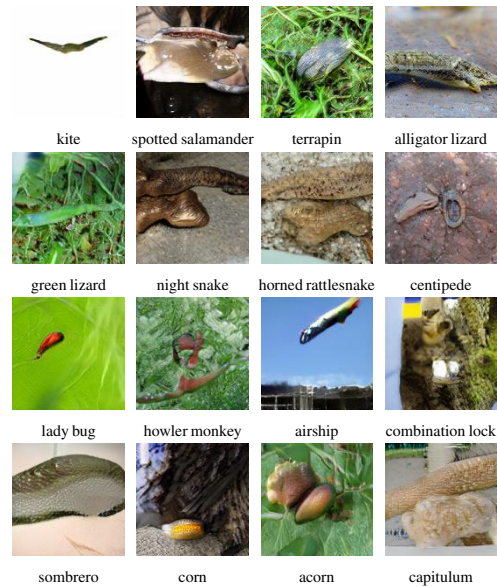 kite
spotted salamander
terrapin
alligator lizard
green lizard
night snake
horned rattlesnake
centipede
lady bug
howler monkey
airship
combination lock
sombrero
corn
acorn
capitulum